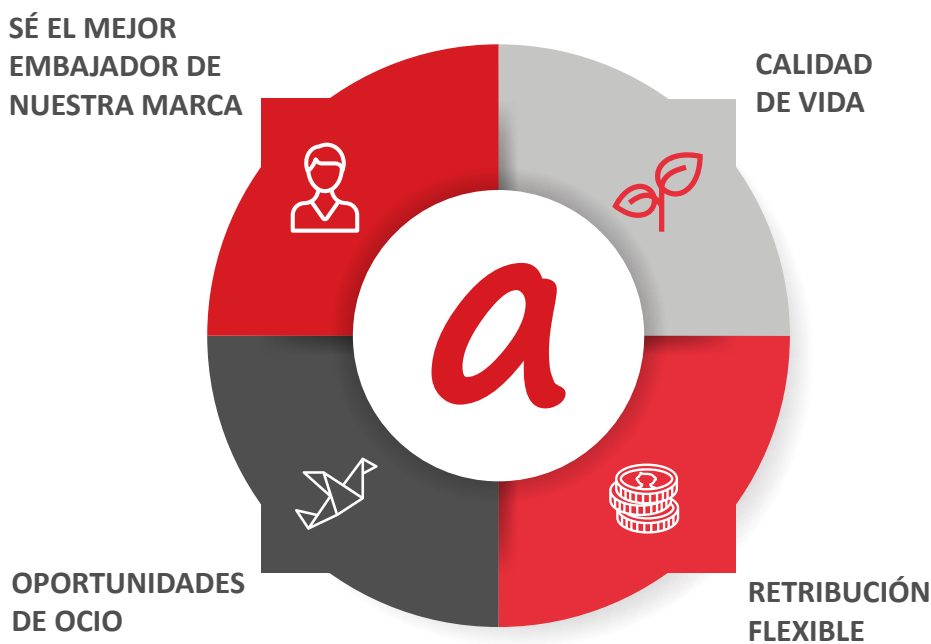 SÉ EL MEJOR
EMBAJADOR DE
NUESTRA MARCA
CALIDAD
DE VIDA
a
OPORTUNIDADES
DE OCIO
RETRIBUCIÓN
FLEXIBLE